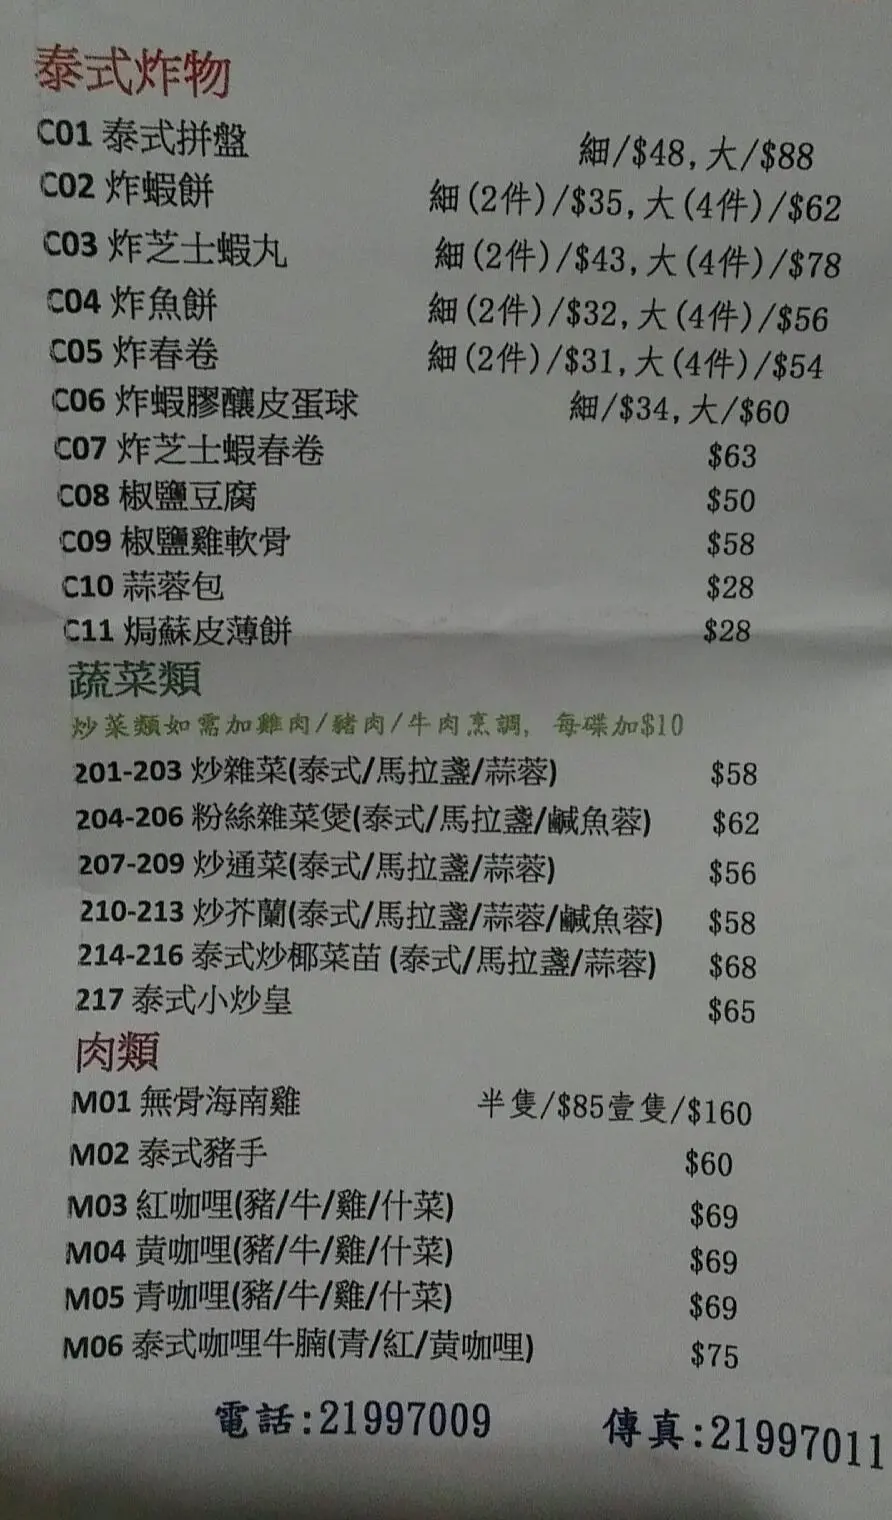 泰式炸物
C01 泰式拼盤 細/$48,大/$88
C02 炸蝦餅 細(2件)/$35,大(4件)/$62
C03 炸芝士蝦丸 細(2件)/$43,大(4件)/$78
C04 炸魚餅 細(2件)/$32,大(4件)/$56
C05 炸春卷 細(2件)/$31,大(4件)/$54
C06 炸蝦膠釀皮蛋球 細/$34,大/$60
C07 炸芝士蝦春卷 $63
C08 椒鹽豆腐 $50
C09 椒鹽雞軟骨 $58
C10 蒜蓉包 $28
C11 焗蘇皮薄餅 $28
蔬菜類
炒菜類如需加雞肉/豬肉/牛肉烹調, 每碟加$10
201-203 炒雜菜(泰式/馬拉盞/蒜蓉) $58
204-206 粉絲雜菜煲(泰式/馬拉盞/鹹魚蓉) $62
207-209 炒通菜(泰式/馬拉盞/蒜蓉) $56
210-213 炒芥蘭(泰式/馬拉盞/蒜蓉/鹹魚蓉) $58
214-216 泰式炒椰菜苗 (泰式/馬拉盞/蒜蓉) $68
217 泰式小炒皇 $65
肉類
M01 無骨海南雞 半隻/$85壹隻/$160
M02 泰式豬手 $60
M03 紅咖哩(豬/牛/雞/什菜) $69
M04 黄咖哩(豬/牛/雞/什菜) $69
M05 青咖哩(豬/牛/雞/什菜) $69
M06 泰式咖哩牛腩(青/紅/黄咖哩) $75
電話:21997009 傳真:21997011